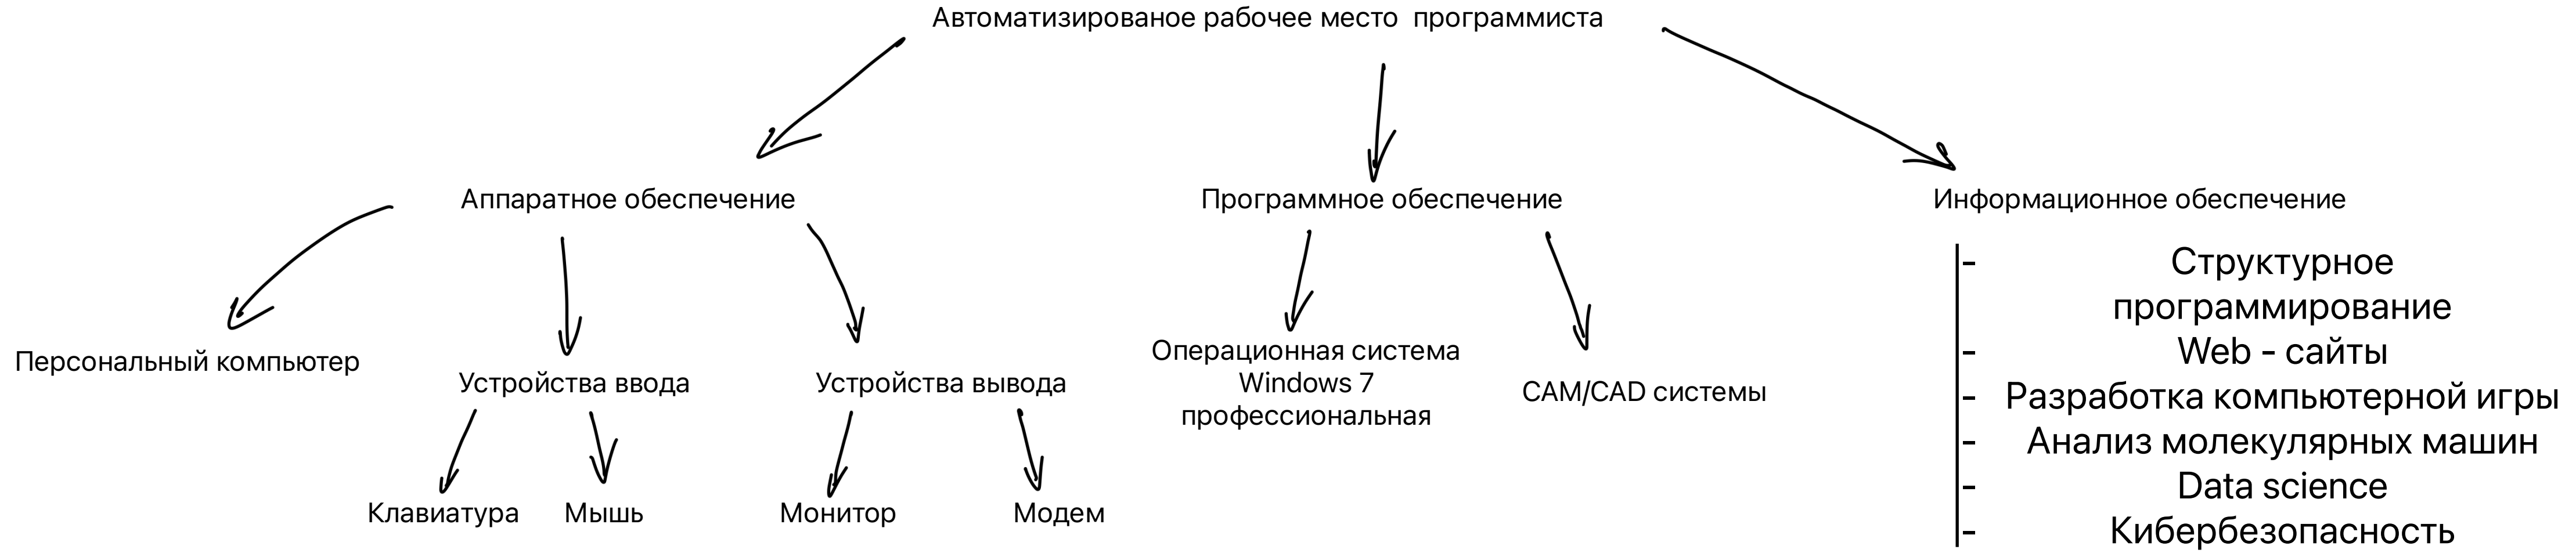 Автоматизированое рабочее место программиста
Аппаратное обеспечение
Программное обеспечение
Информационное обеспечение
Персональный компьютер
Устройства ввода
Устройства вывода
Клавиатура
Мышь
Монитор
Модем
Операционная система
Windows 7
профессиональная
CAM/CAD системы
- Структурное
программирование
- Web - сайты
- Разработка компьютерной игры
- Анализ молекулярных машин
- Data science
- Кибербезопасность